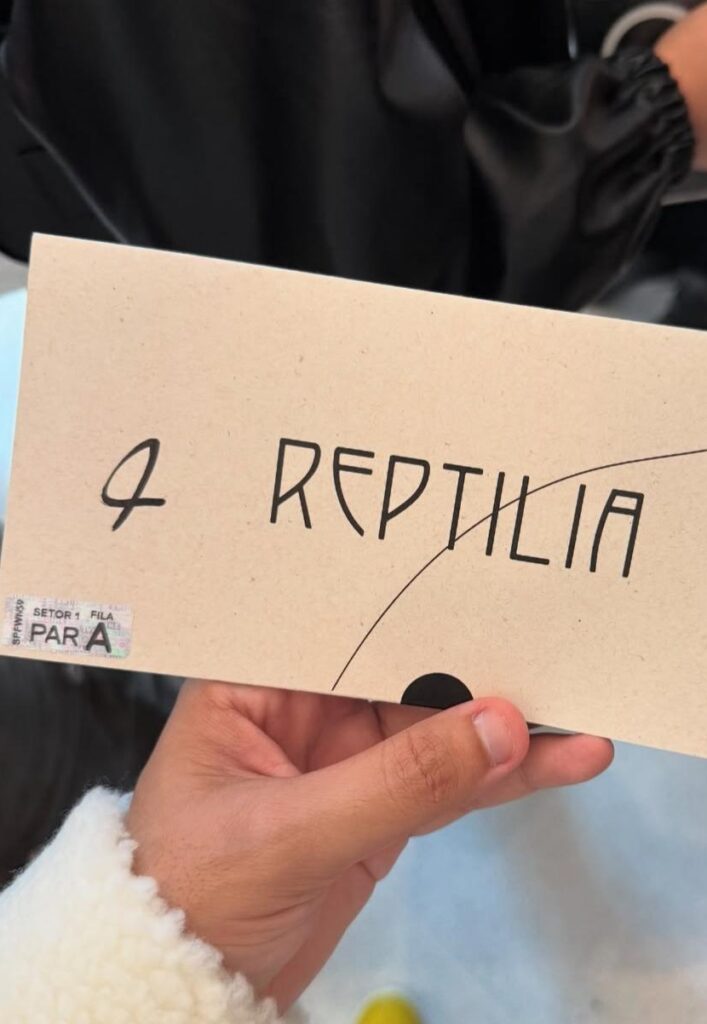 4 REPTILIA
SPFWN59
SETOR 1 FILA
PAR A